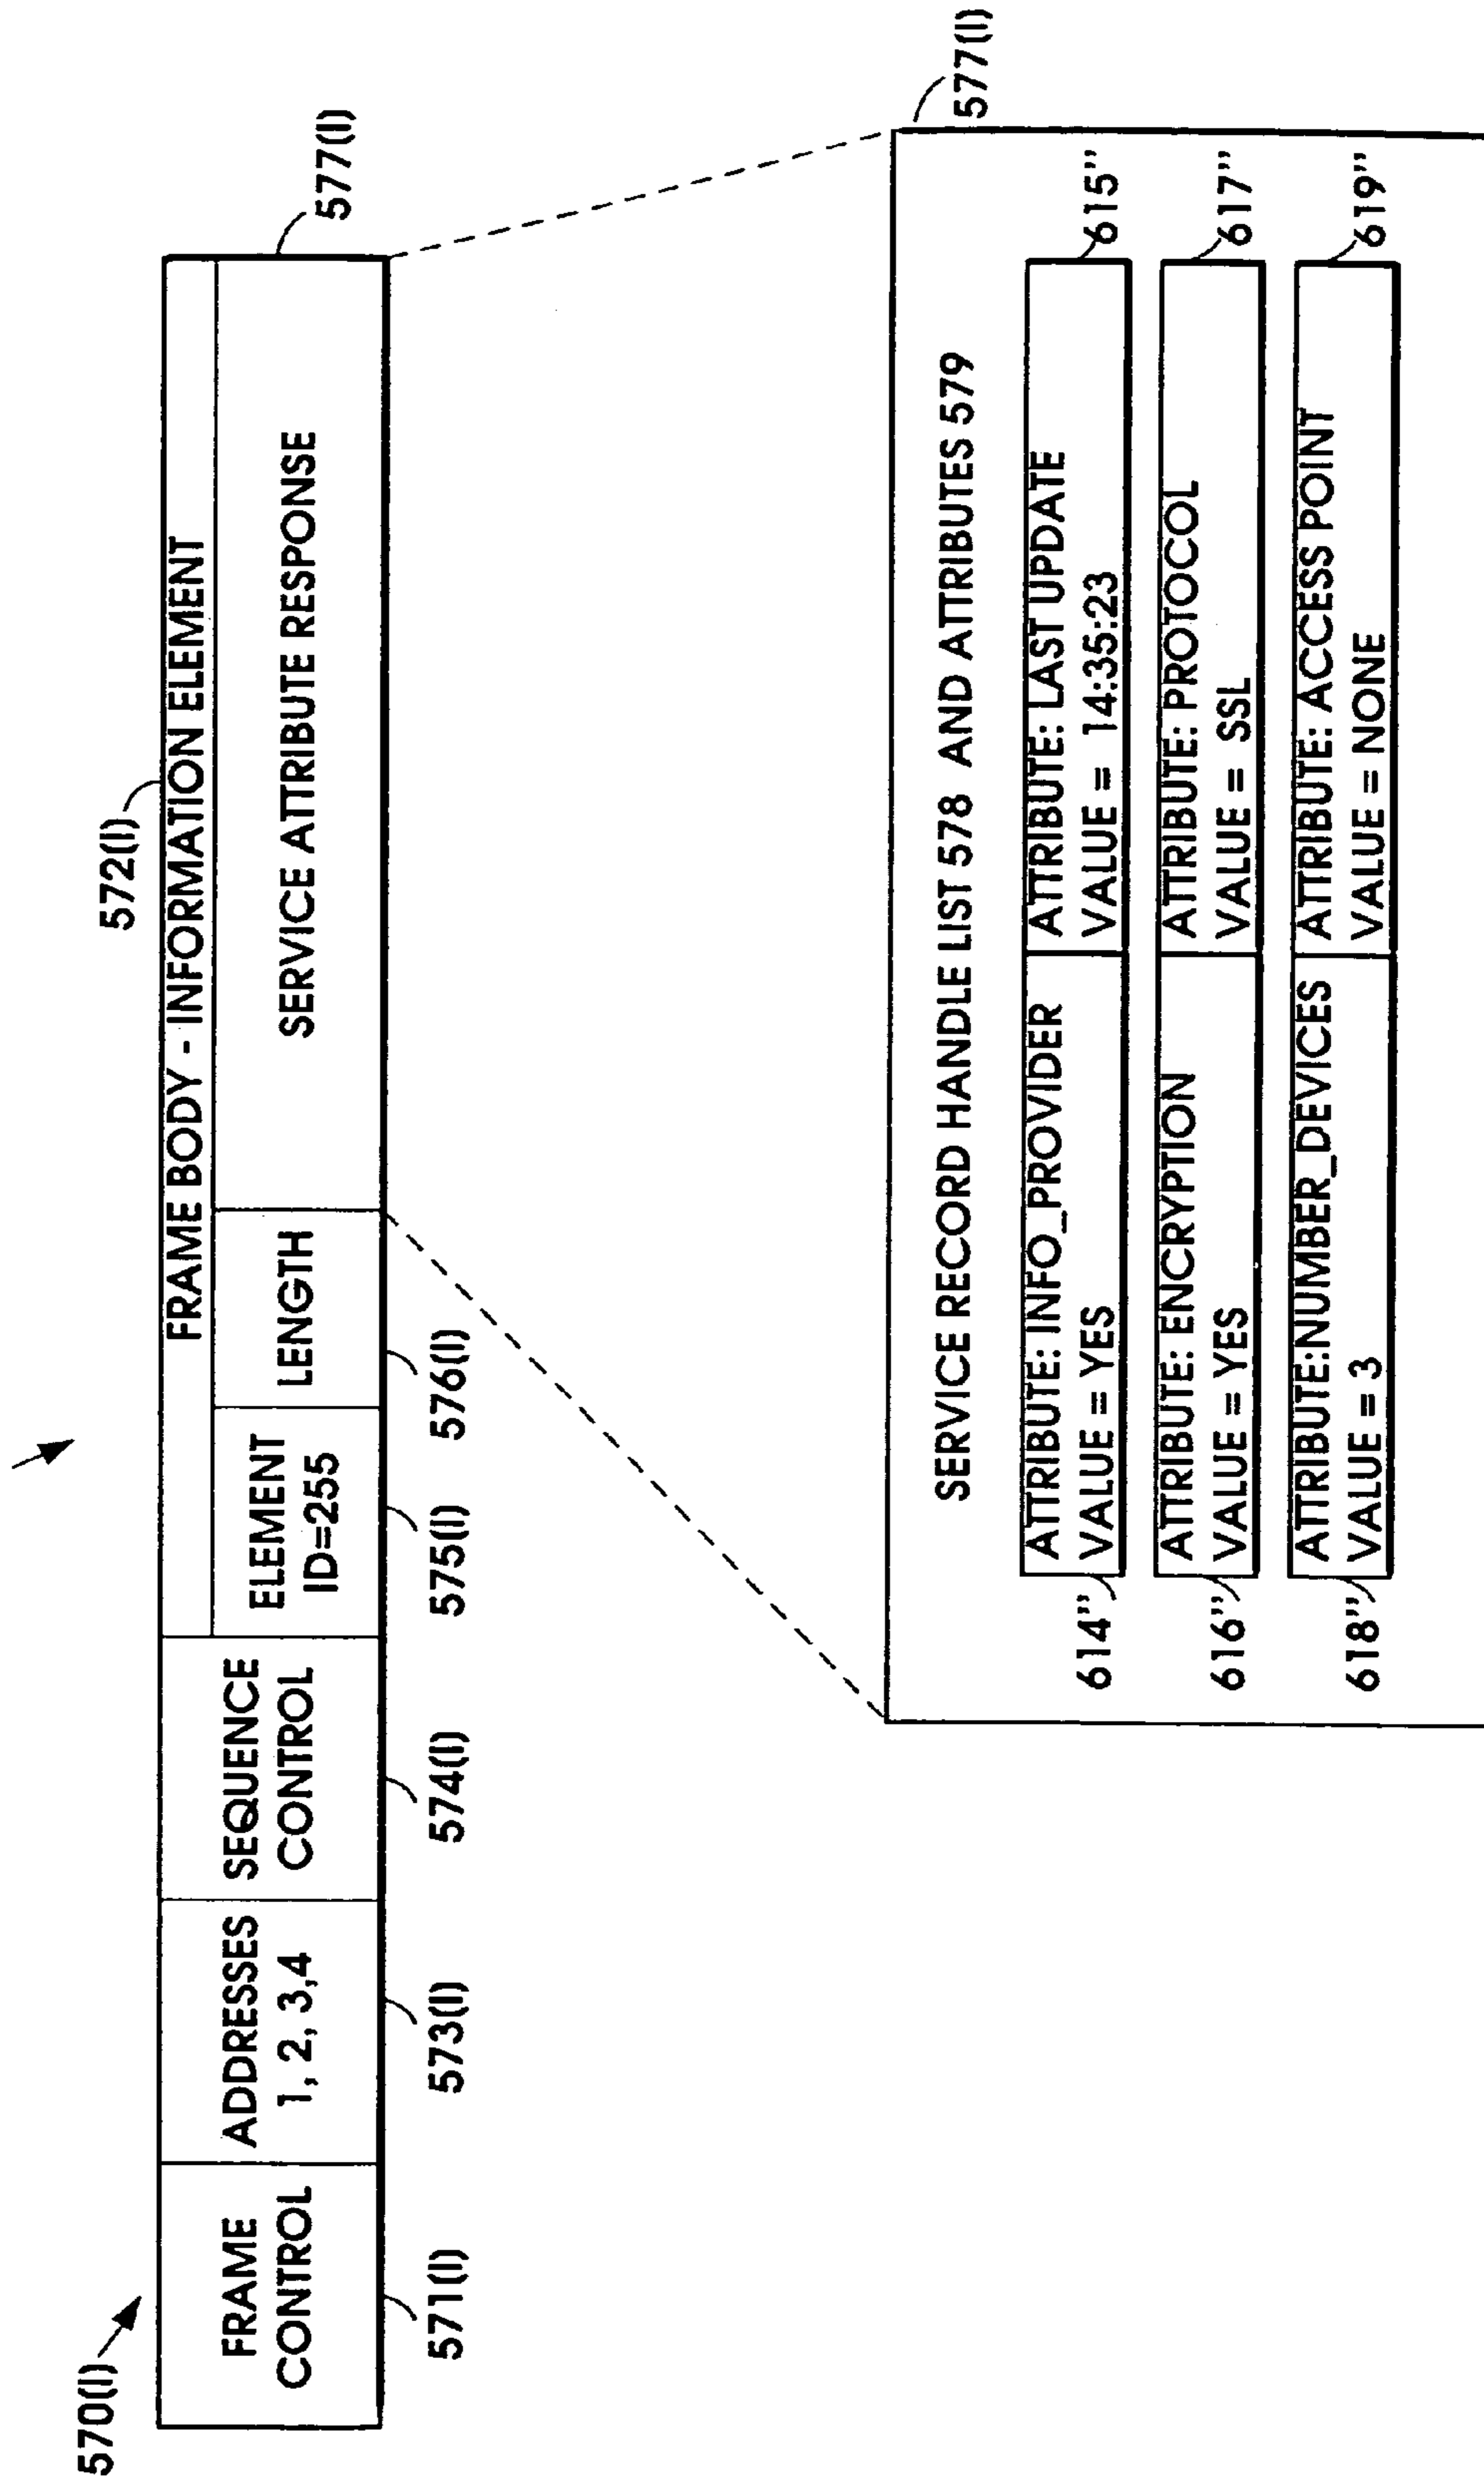 570(I)
572(I)
FRAME BODY - INFORMATION ELEMENT
FRAME
CONTROL
ADDRESSES
1, 2, 3,4
SEQUENCE
CONTROL
ELEMENT
ID=255
LENGTH
SERVICE ATTRIBUTE RESPONSE
577(I)
571(I)
573(I)
574(I)
575(I)
576(I)
577(I)
SERVICE RECORD HANDLE LIST 578 AND ATTRIBUTES 579
614”
ATTRIBUTE: INFO_PROVIDER
VALUE = YES
ATTRIBUTE: LAST UPDATE
VALUE = 14:35:23
615”
616”
ATTRIBUTE: ENCRYPTION
VALUE = YES
ATTRIBUTE: PROTOCOL
VALUE = SSL
617”
618”
ATTRIBUTE:NUMBER_DEVICES
VALUE = 3
ATTRIBUTE: ACCESS POINT
VALUE = NONE
619”